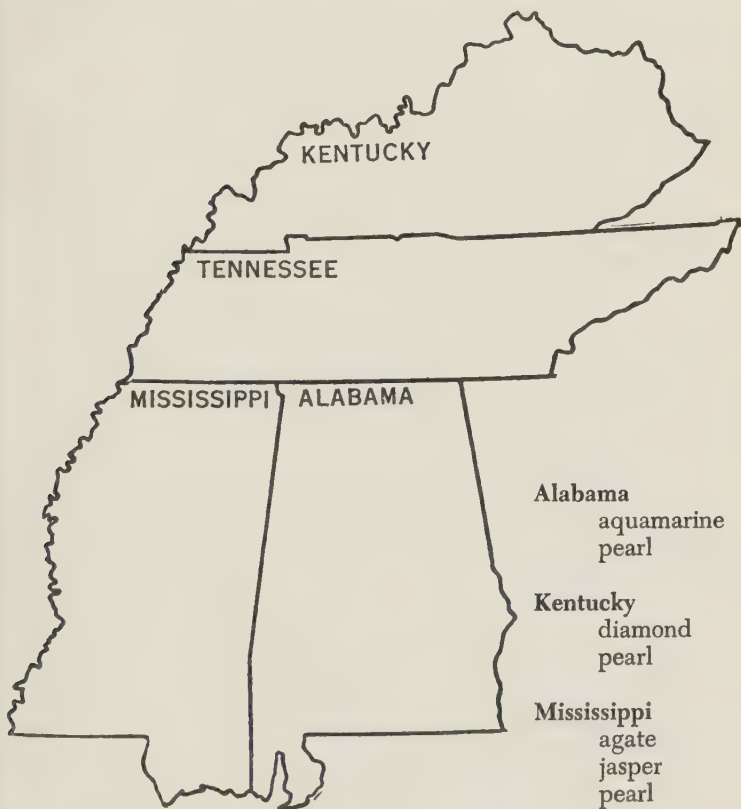 KENTUCKY
TENNESSEE
MISSISSIPPI
ALABAMA
Alabama
aquamarine
pearl
Kentucky
diamond
pearl
Mississippi
agate
jasper
pearl